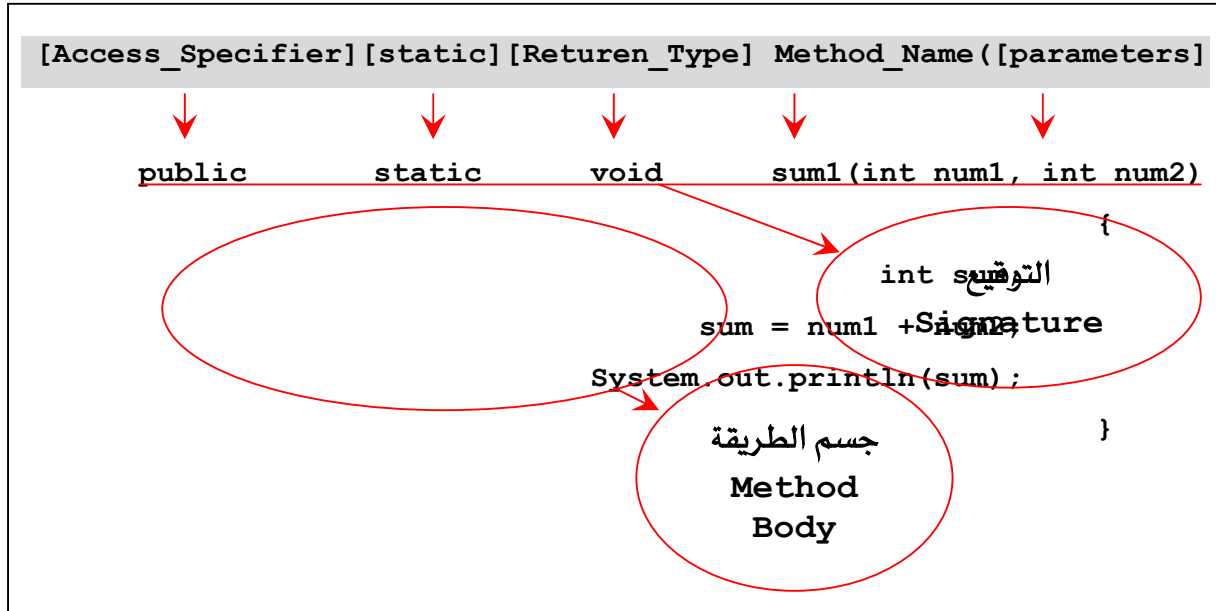 [Access_Specifier][static][Returen_Type] Method_Name([parameters]
public static void sum1(int num1, int num2)
{
int sum;
التوقيع
sum = num1 + num2;
Signature
System.out.println(sum);
}
جسم الطريقة
Method
Body